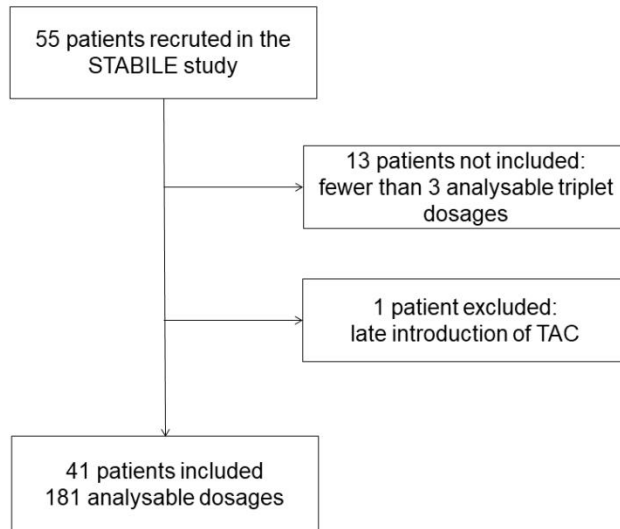 55 patients recruted in the
STABILE study
13 patients not included:
fewer than 3 analysable triplet
dosages
1 patient excluded:
late introduction of TAC
41 patients included
181 analysable dosages